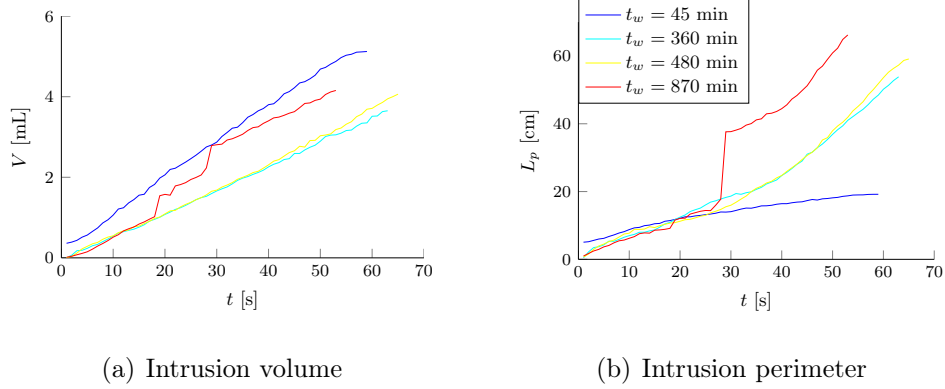 6
4
2
0
0 10 20 30 40 50 60 70
V [mL]
t [s]
(a) Intrusion volume
t_w = 45 min
t_w = 360 min
t_w = 480 min
t_w = 870 min
60
40
20
0
0 10 20 30 40 50 60 70
L_p [cm]
t [s]
(b) Intrusion perimeter